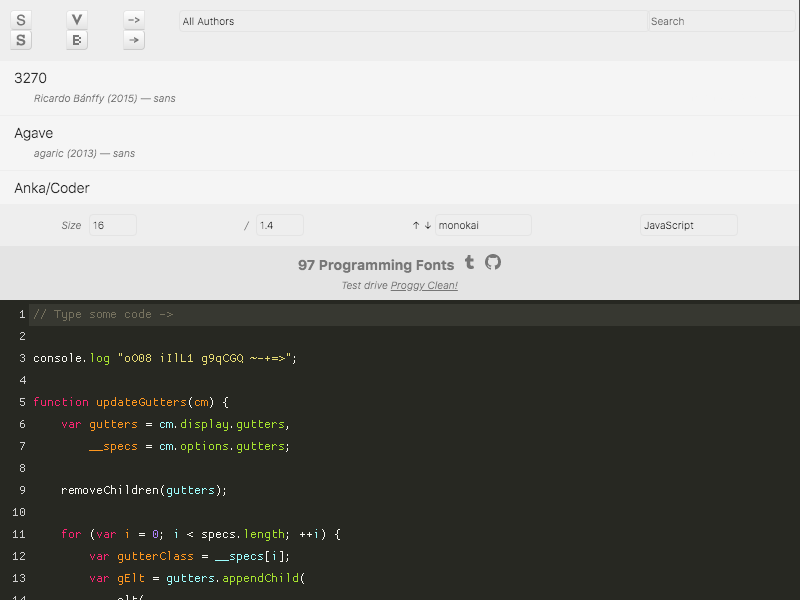 S V -> All Authors Search
S B →
3270
Ricardo Bánffy (2015) — sans
Agave
agaric (2013) — sans
Anka/Coder
Size 16 / 1.4 ↑ ↓ monokai JavaScript
97 Programming Fonts t
Test drive Proggy Clean!
1 // Type some code ->
2
3 console.log "oO08 iIlL1 g9qCGQ ~-+=>";
4
5 function updateGutters(cm) {
6 var gutters = cm.display.gutters,
7 __specs = cm.options.gutters;
8
9 removeChildren(gutters);
10
11 for (var i = 0; i < specs.length; ++i) {
12 var gutterClass = __specs[i];
13 var gElt = gutters.appendChild(
14 elt(